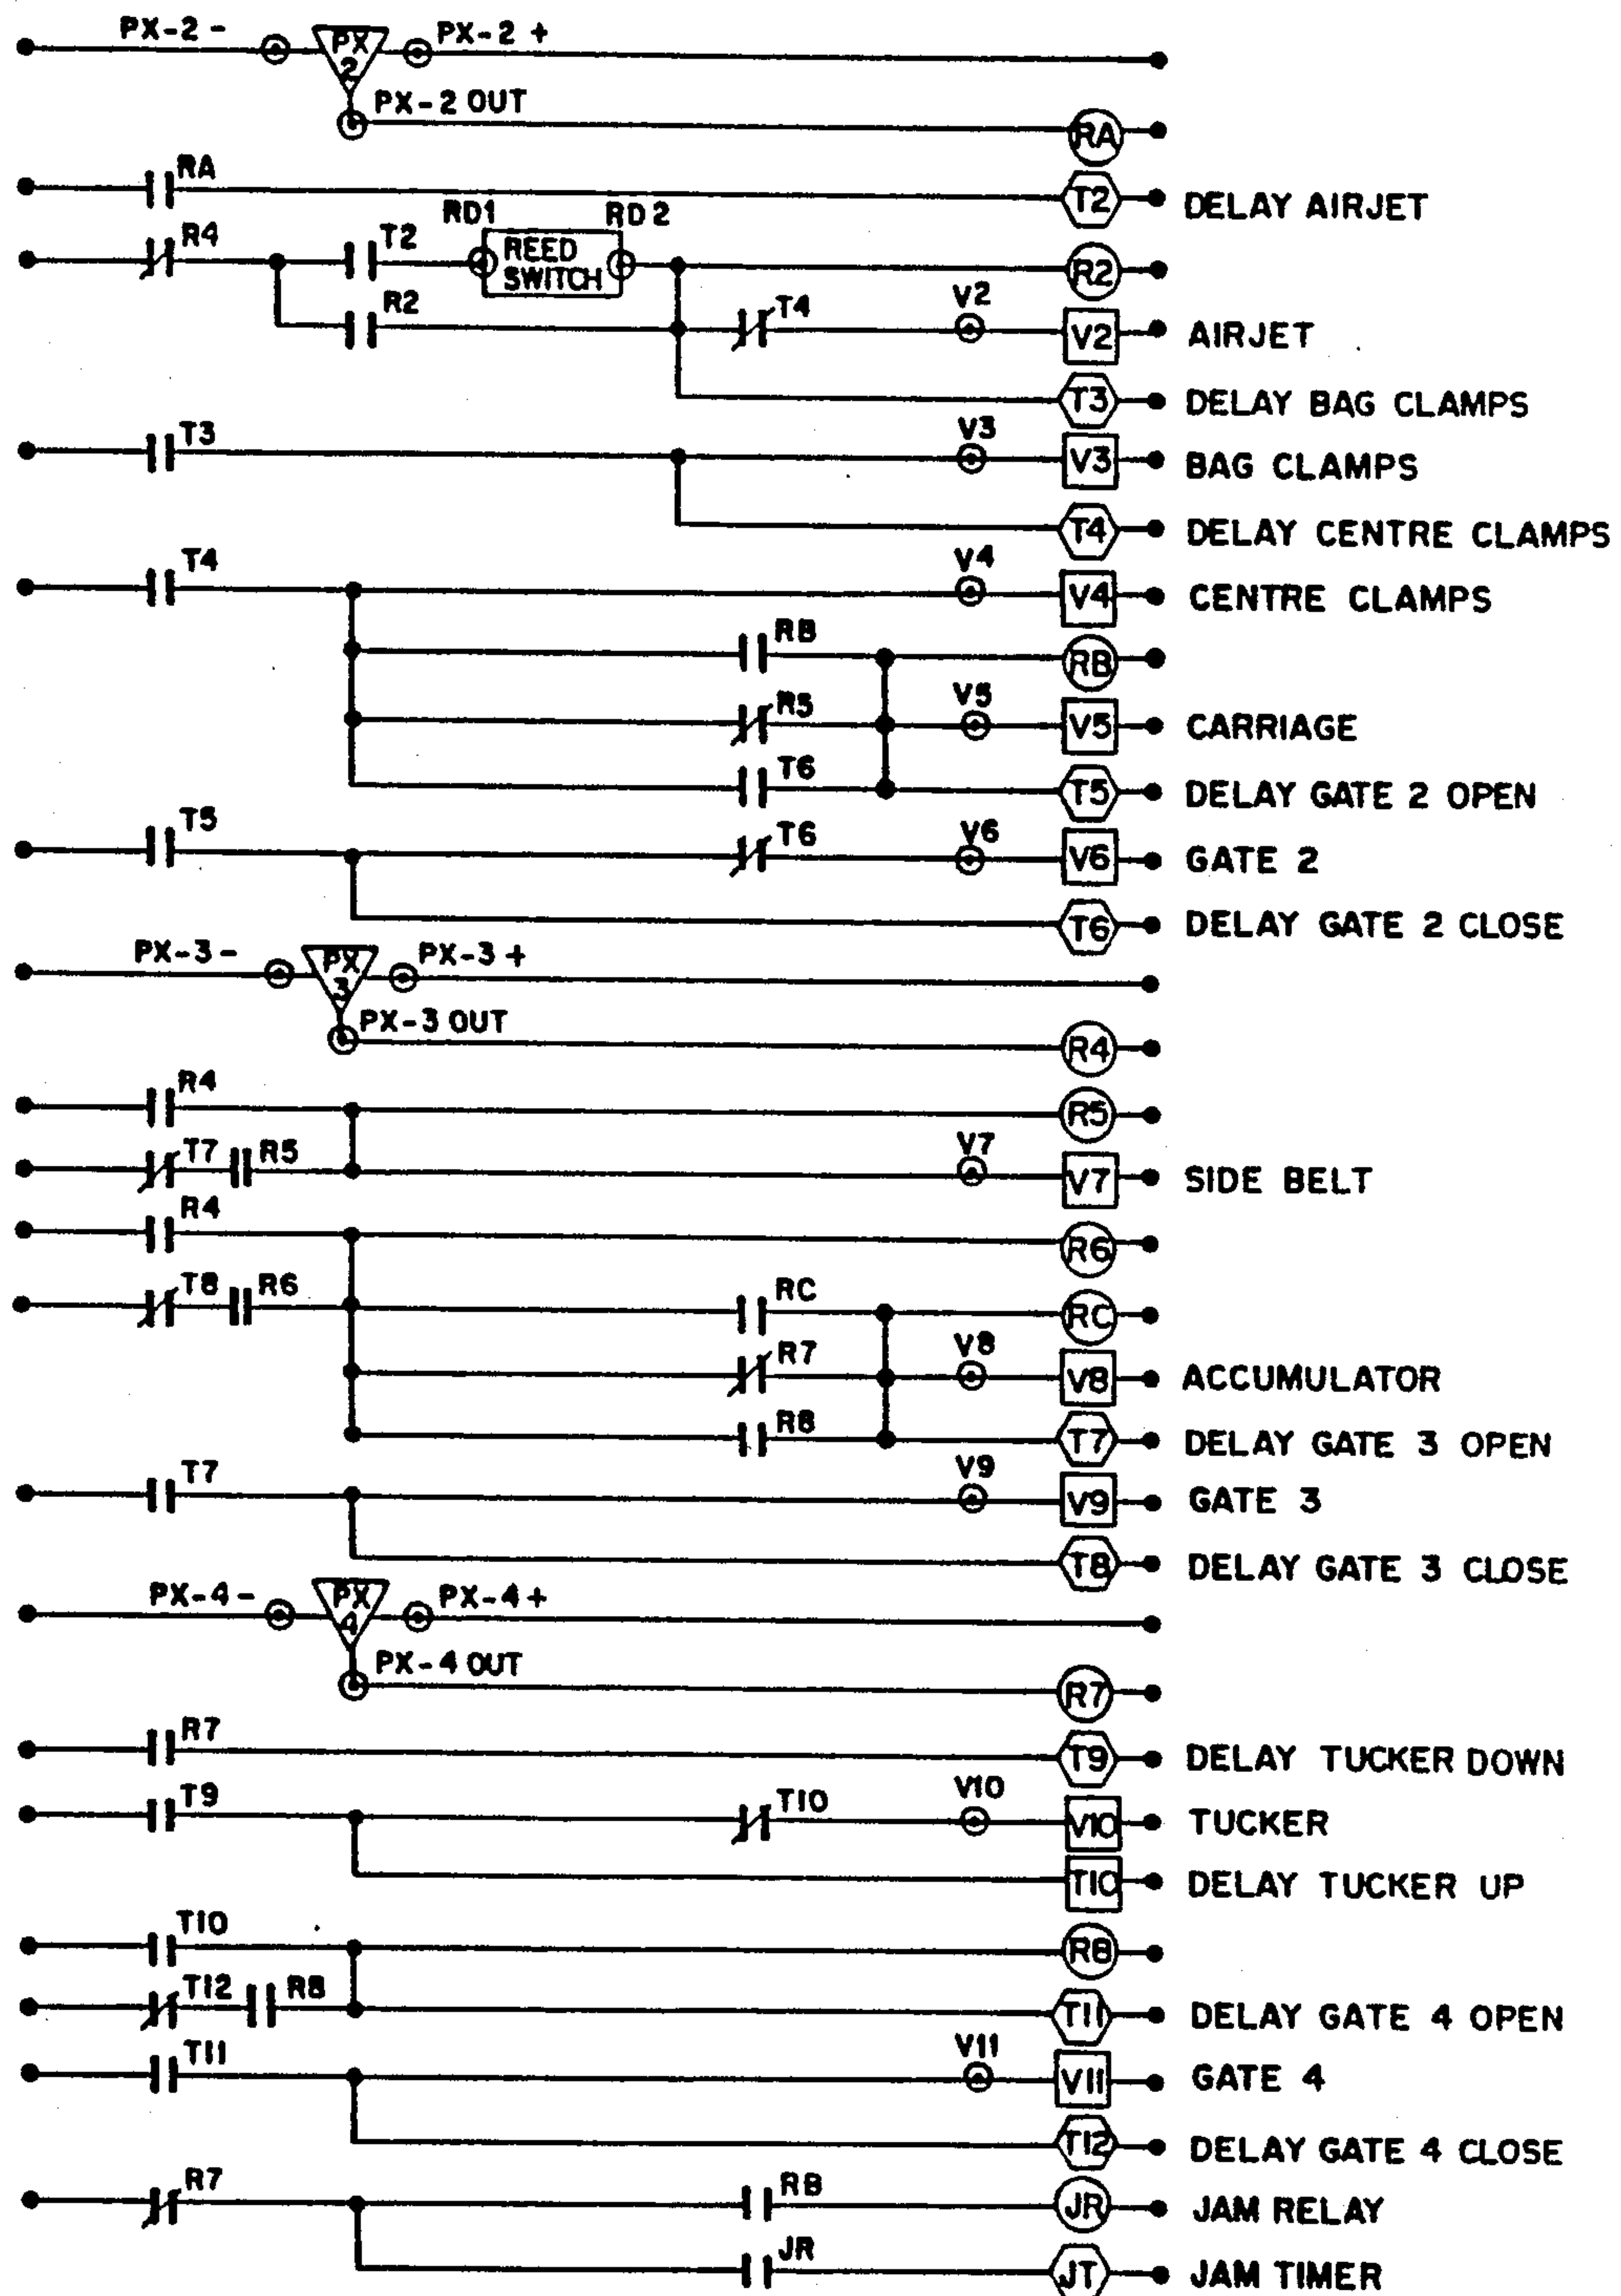 PX-2 - PX-2 +
PX 2
PX-2 OUT
RA
RA
T2 DELAY AIRJET
RD1 RD2
R4 T2 REED SWITCH R2
R2 T4 V2 V2 AIRJET
T3 DELAY BAG CLAMPS
T3 V3 V3 BAG CLAMPS
T4 DELAY CENTRE CLAMPS
T4 V4 V4 CENTRE CLAMPS
RB RB
R5 V5 V5 CARRIAGE
T6 T5 DELAY GATE 2 OPEN
T5 T6 V6 V6 GATE 2
T6 DELAY GATE 2 CLOSE
PX-3 - PX-3 +
PX 3
PX-3 OUT
R4
R4 R5
T7 R5 V7 V7 SIDE BELT
R4 R6
T8 R6 RC RC
R7 V8 V8 ACCUMULATOR
R8 T7 DELAY GATE 3 OPEN
T7 V9 V9 GATE 3
T8 DELAY GATE 3 CLOSE
PX-4 - PX-4 +
PX 4
PX-4 OUT
R7
R7 T9 DELAY TUCKER DOWN
T9 T10 V10 V10 TUCKER
T10 DELAY TUCKER UP
T10 R8
T12 R8 T11 DELAY GATE 4 OPEN
T11 V11 V11 GATE 4
T12 DELAY GATE 4 CLOSE
R7 RB JR JAM RELAY
JR JT JAM TIMER